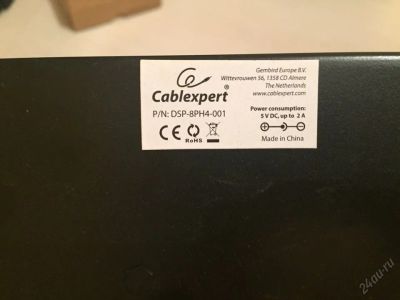 Cablexpert®
P/N: DSP-8PH4-001
CE
RoHS
Gembird Europe B.V.
Wittevrouwen 56, 1358 CD Almere
The Netherlands
www.cablexpert.com
Power consumption:
5 V DC, up to 2 A
Made in China
24au.ru